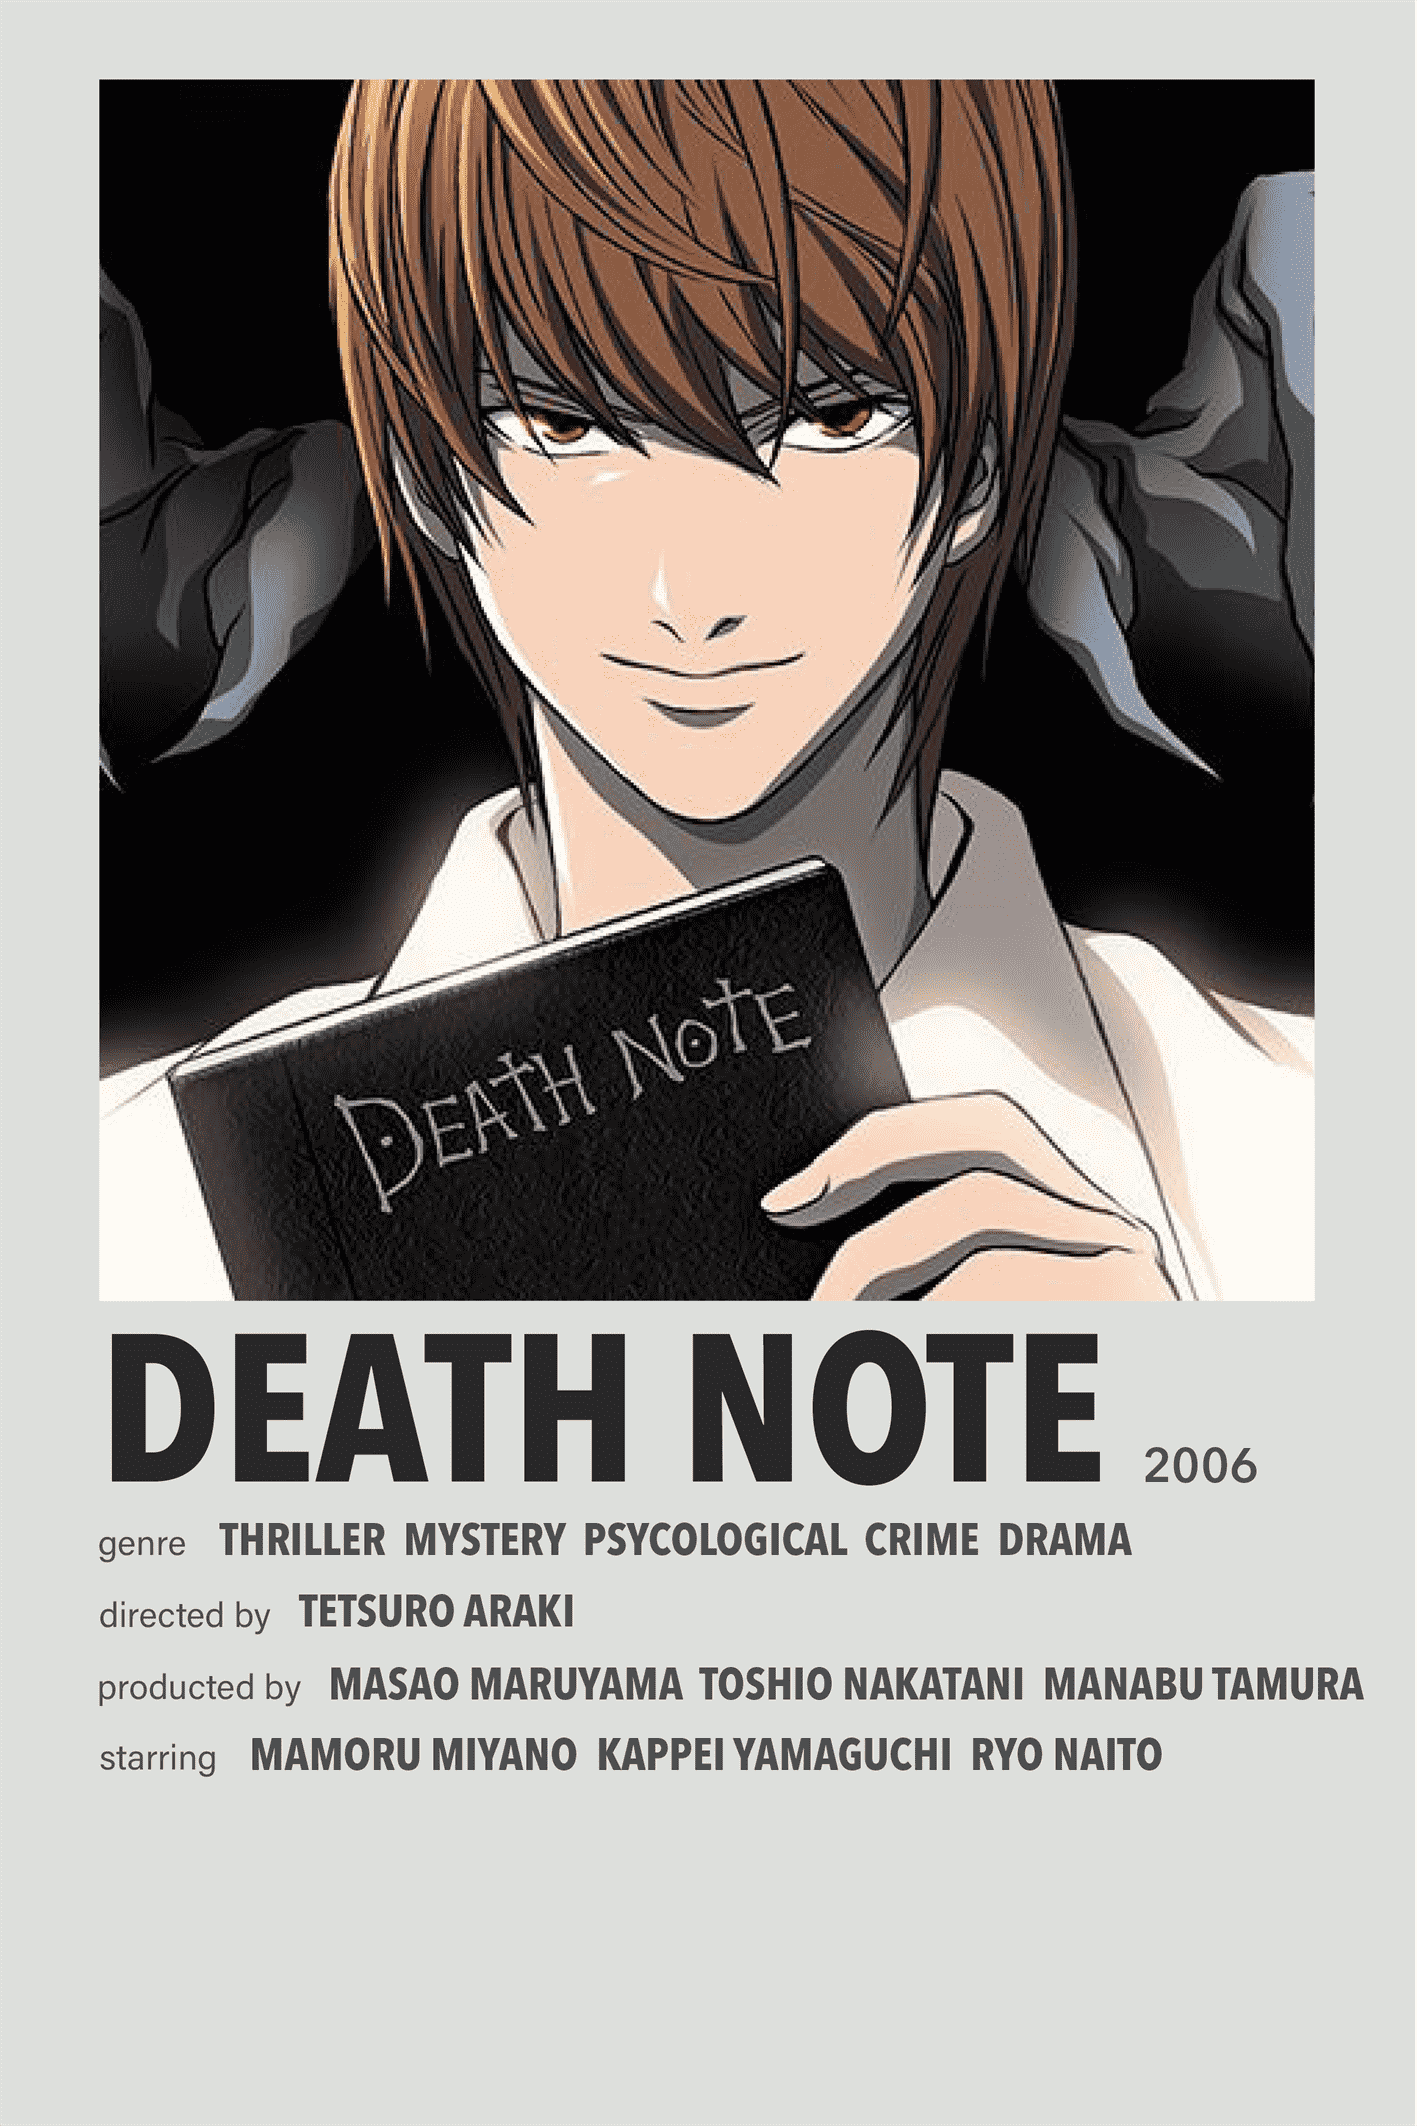 DEATH NOTE
DEATH NOTE 2006
genre THRILLER MYSTERY PSYCOLOGICAL CRIME DRAMA
directed by TETSURO ARAKI
producted by MASAO MARUYAMA TOSHIO NAKATANI MANABU TAMURA
starring MAMORU MIYANO KAPPEI YAMAGUCHI RYO NAITO